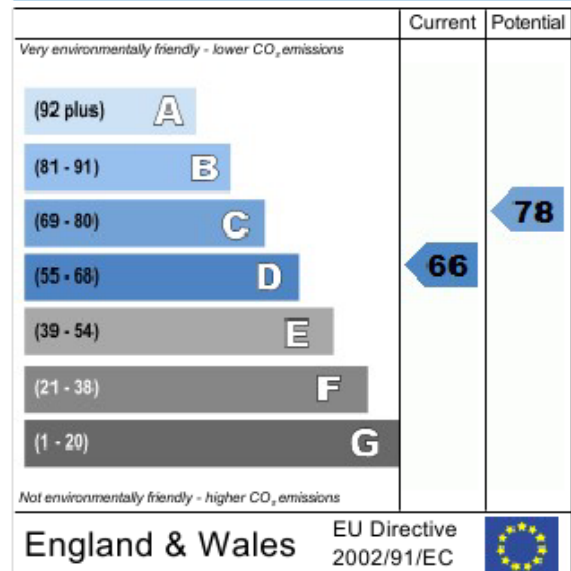 Current Potential
Very environmentally friendly - lower CO₂ emissions
(92 plus) A
(81 - 91) B
(69 - 80) C
78
(55 - 68) D
66
(39 - 54) E
(21 - 38) F
(1 - 20) G
Not environmentally friendly - higher CO₂ emissions
England & Wales
EU Directive
2002/91/EC